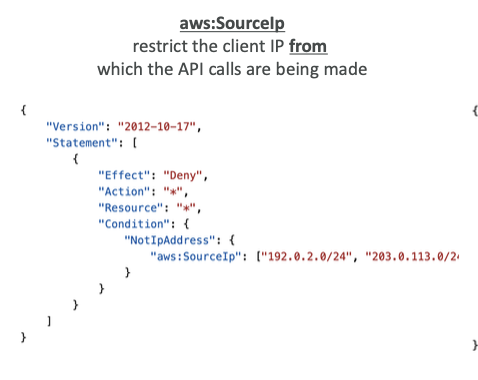 aws:SourceIp
restrict the client IP from
which the API calls are being made
{
"Version": "2012-10-17",
"Statement": [
{
"Effect": "Deny",
"Action": "*",
"Resource": "*",
"Condition": {
"NotIpAddress": {
"aws:SourceIp": ["192.0.2.0/24", "203.0.113.0/2
}
}
}
]
}
{
}